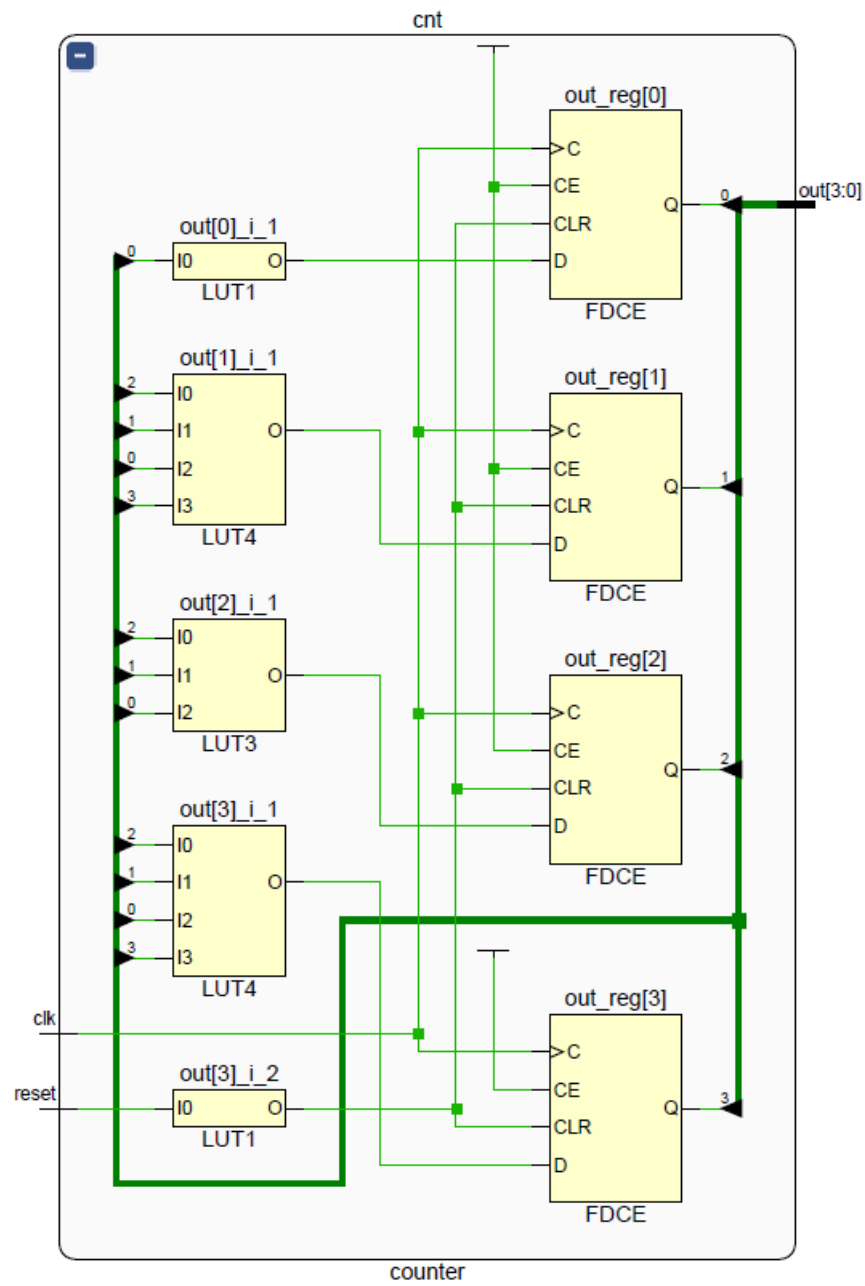 cnt
−
out_reg[0]
C
CE
CLR
D
Q
FDCE
0
out[3:0]
out[0]_i_1
0
I0
O
LUT1
out[1]_i_1
2
I0
1
I1
0
I2
3
I3
O
LUT4
out_reg[1]
C
CE
CLR
D
Q
FDCE
1
out[2]_i_1
2
I0
1
I1
0
I2
O
LUT3
out_reg[2]
C
CE
CLR
D
Q
FDCE
2
out[3]_i_1
2
I0
1
I1
0
I2
3
I3
O
LUT4
clk
reset
out[3]_i_2
I0
O
LUT1
out_reg[3]
C
CE
CLR
D
Q
FDCE
3
counter